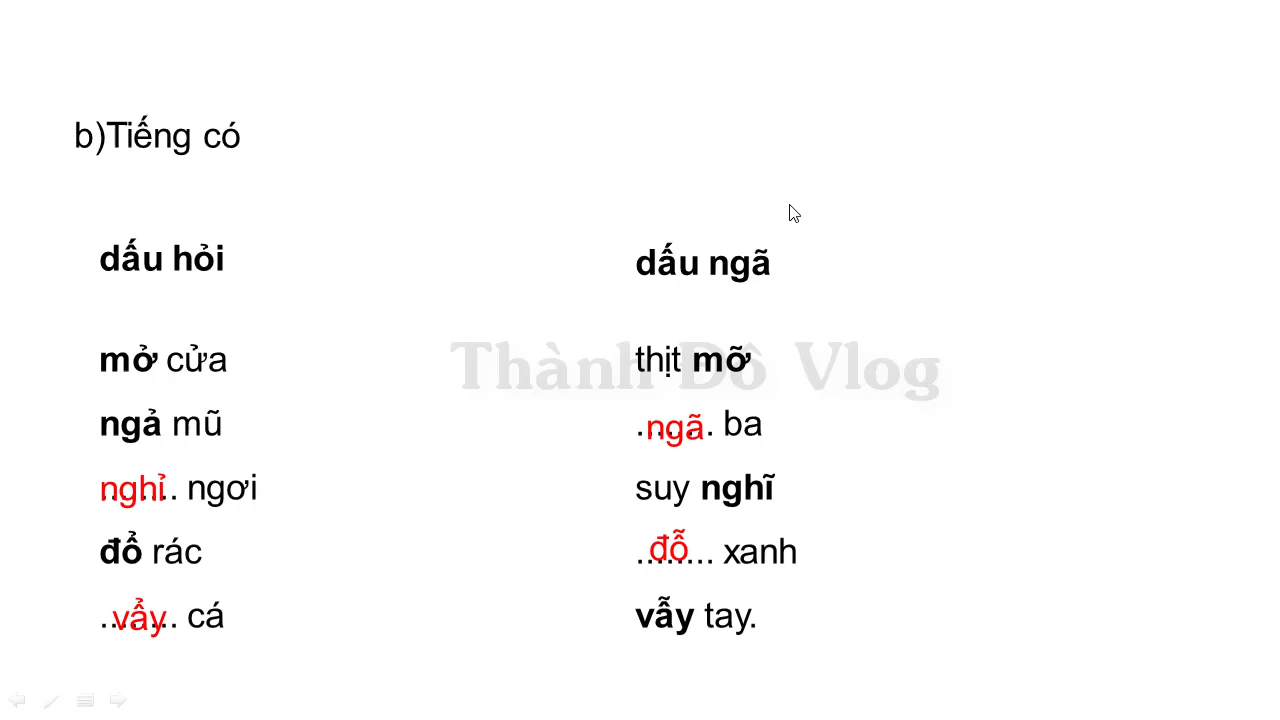 b)Tiếng có
dấu hỏi
dấu ngã
mở cửa
thịt mỡ
Thành Đô Vlog
ngả mũ
ngã ba
nghỉ ngơi
suy nghĩ
đổ rác
đỗ xanh
vẩy cá
vẫy tay.